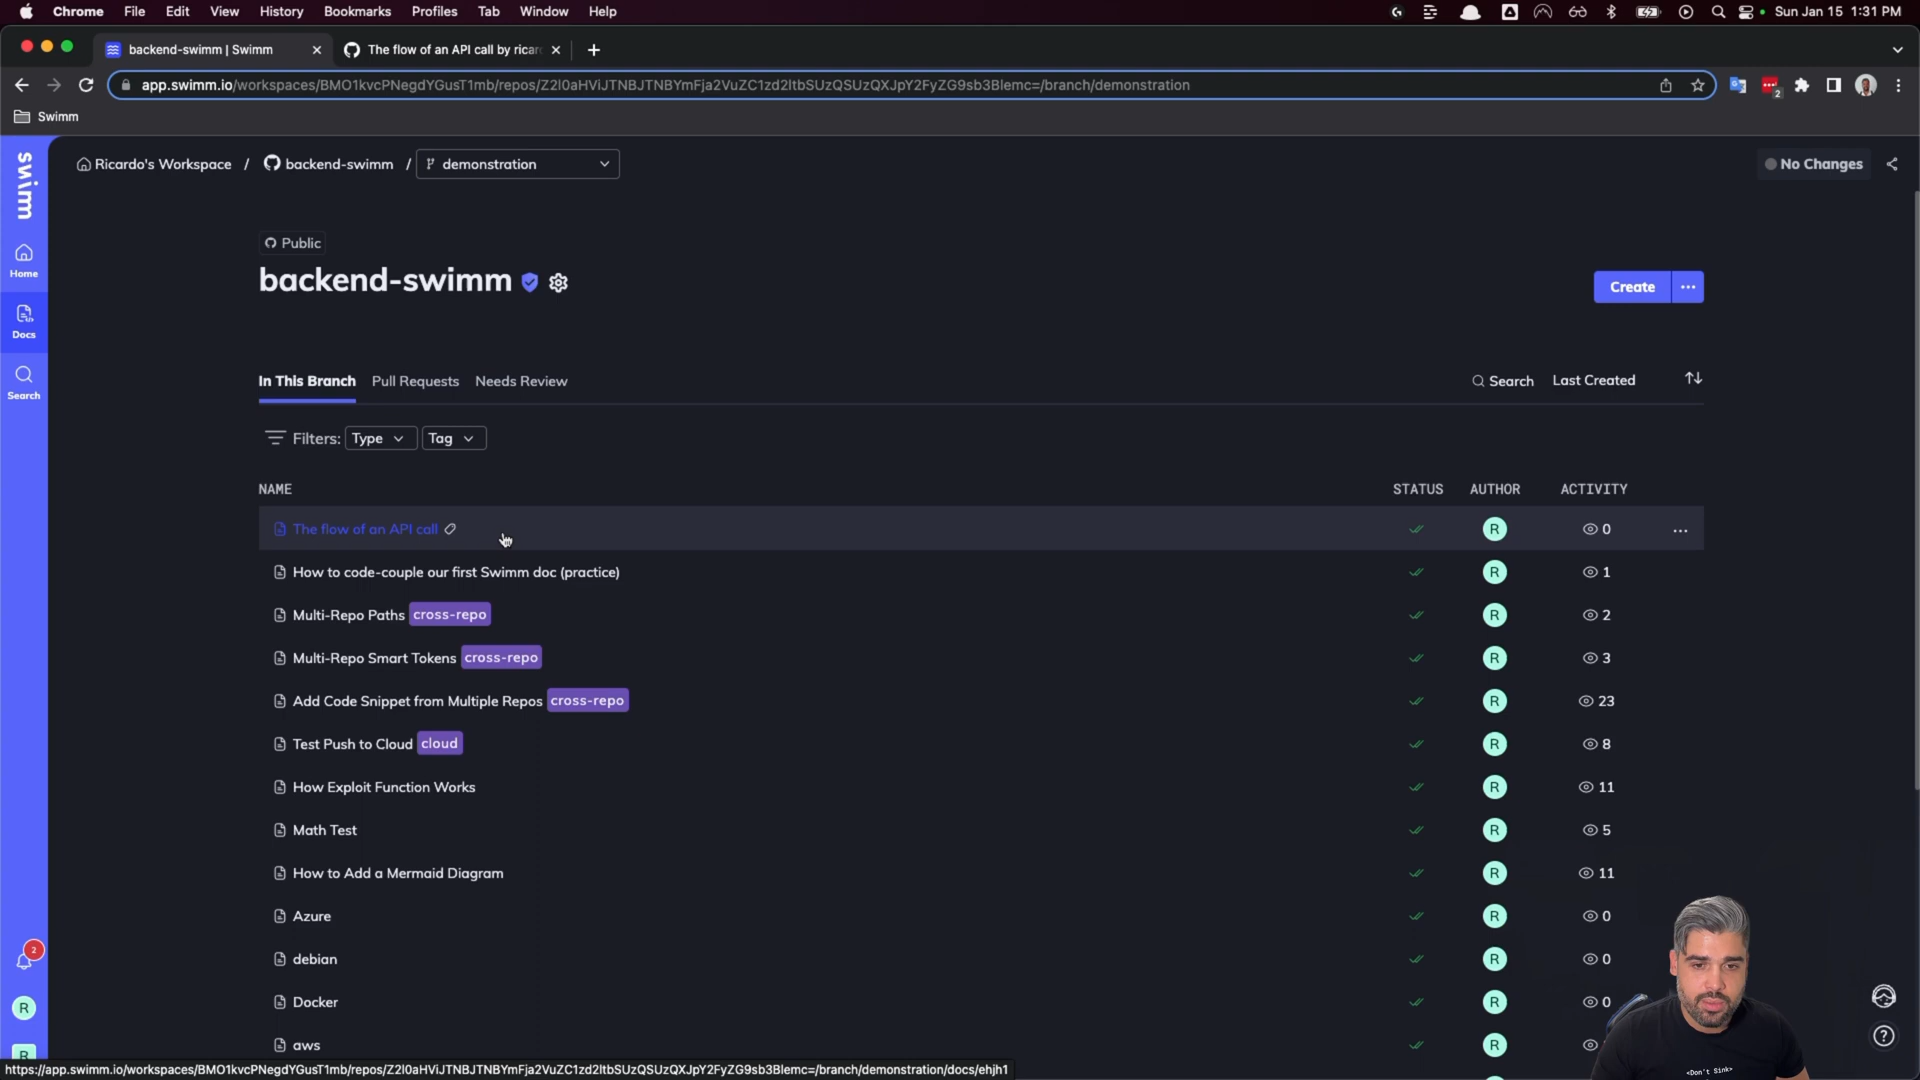 Chrome File Edit View History Bookmarks Profiles Tab Window Help Sun Jan 15 1:31 PM
backend-swimm | Swimm The flow of an API call by ricar
app.swimm.io/workspaces/BMO1kvcPNegdYGusT1mb/repos/Z2l0aHViJTNBJTNBYmFja2VuZC1zd2ltbSUzQSUzQXJpY2FyZG9sb3Blemc=/branch/demonstration 2
Swimm
swimm
Ricardo's Workspace / backend-swimm / demonstration No Changes
Public
backend-swimm
Create
Home
Docs
Search
In This Branch Pull Requests Needs Review Search Last Created
Filters: Type Tag
NAME STATUS AUTHOR ACTIVITY
The flow of an API call R 0
How to code-couple our first Swimm doc (practice) R 1
Multi-Repo Paths cross-repo R 2
Multi-Repo Smart Tokens cross-repo R 3
Add Code Snippet from Multiple Repos cross-repo R 23
Test Push to Cloud cloud R 8
How Exploit Function Works R 11
Math Test R 5
How to Add a Mermaid Diagram R 11
Azure R 0
debian R 0
Docker R 0
aws R
2
R
R
<Don't Sink>
https://app.swimm.io/workspaces/BMO1kvcPNegdYGusT1mb/repos/Z2l0aHViJTNBJTNBYmFja2VuZC1zd2ltbSUzQSUzQXJpY2FyZG9sb3Blemc=/branch/demonstration/docs/ehjh1